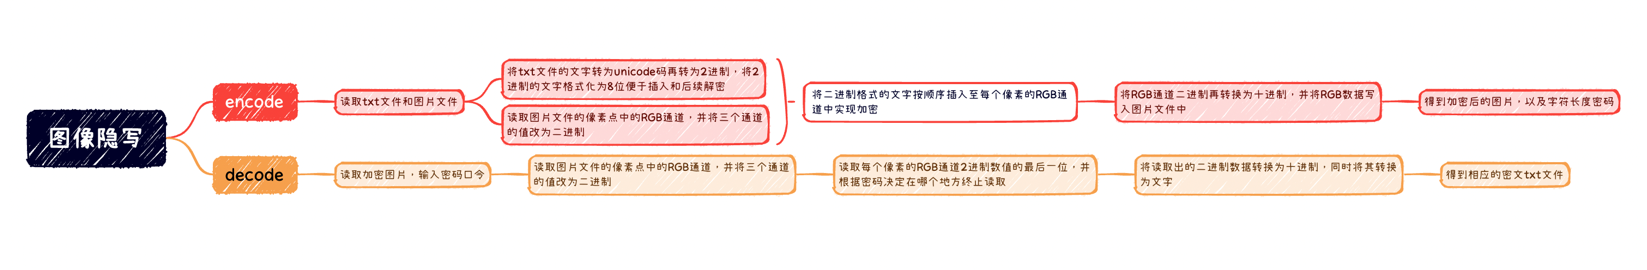 图像隐写
encode
读取txt文件和图片文件
将txt文件的文字转为unicode码再转为2进制，将2
进制的文字格式化为8位便于插入和后续解密
读取图片文件的像素点中的RGB通道，并将三个通道
的值改为二进制
将二进制格式的文字按顺序插入至每个像素的RGB通
道中实现加密
将RGB通道二进制再转换为十进制，并将RGB数据写
入图片文件中
得到加密后的图片，以及字符长度密码
decode
读取加密图片，输入密码口令
读取图片文件的像素点中的RGB通道，并将三个通道
的值改为二进制
读取每个像素的RGB通道2进制数值的最后一位，并
根据密码决定在哪个地方终止读取
将读取出的二进制数据转换为十进制，同时将其转换
为文字
得到相应的密文txt文件